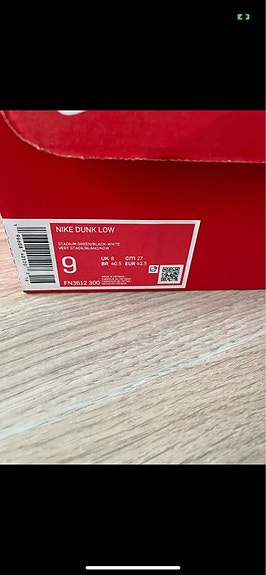 NIKE DUNK LOW
STADIUM GREEN/BLACK-WHITE
VERT STADE/BLANC/NOIR
9
UK 8 cm 27
BR 40.5 EUR 42.5
FN3612 300